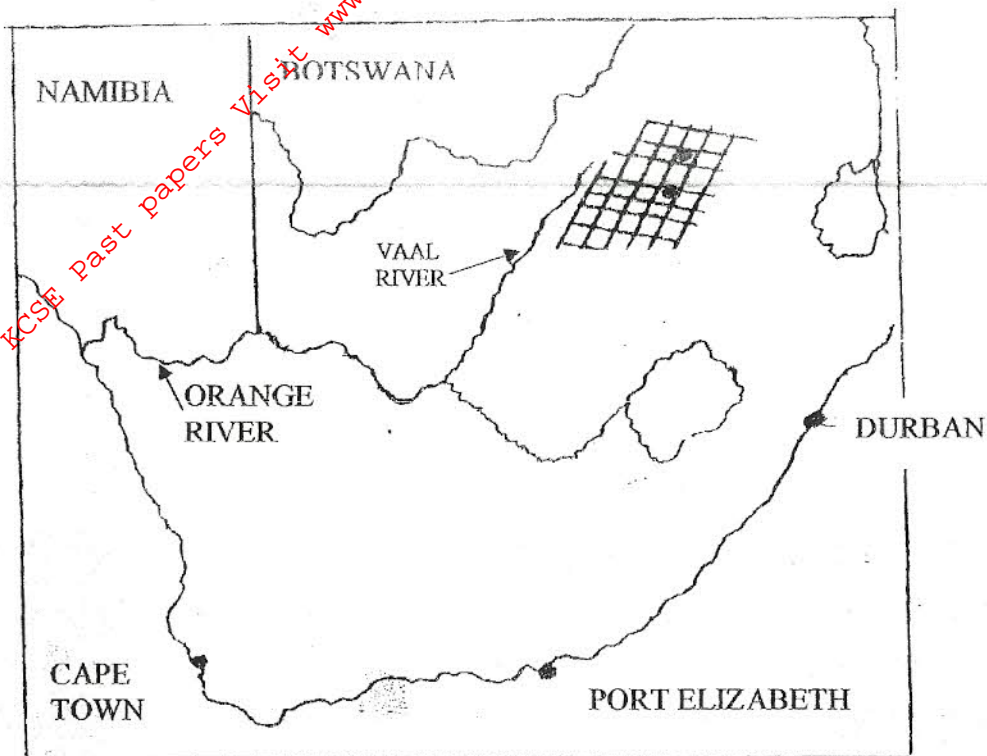 KCSE Past papers Visit www.
NAMIBIA
BOTSWANA
VAAL
RIVER
ORANGE
RIVER
DURBAN
CAPE
TOWN
PORT ELIZABETH